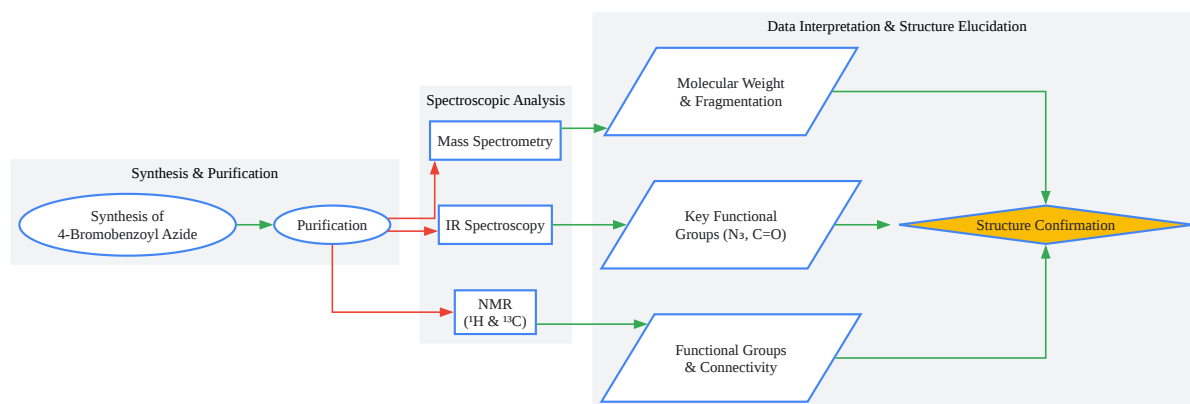 Data Interpretation & Structure Elucidation
Molecular Weight
& Fragmentation
Spectroscopic Analysis
Mass Spectrometry
Synthesis & Purification
Synthesis of
4-Bromobenzoyl Azide
Purification
IR Spectroscopy
Key Functional
Groups (N₃, C=O)
Structure Confirmation
NMR
(¹H & ¹³C)
Functional Groups
& Connectivity